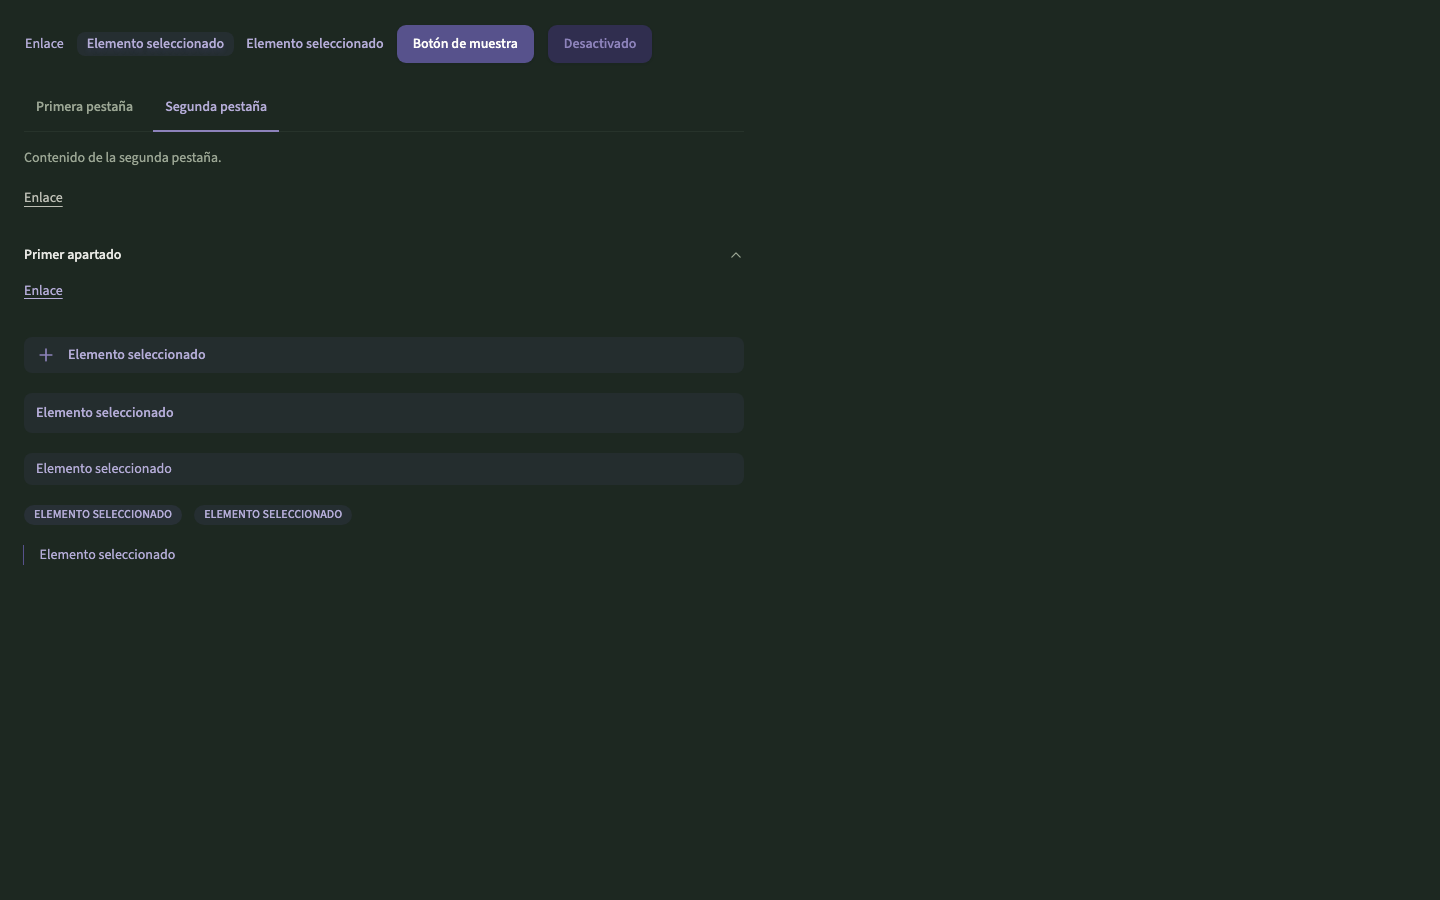 Enlace Elemento seleccionado Elemento seleccionado Botón de muestra Desactivado
Primera pestaña Segunda pestaña
Contenido de la segunda pestaña.
Enlace
Primer apartado
Enlace
Elemento seleccionado
Elemento seleccionado
Elemento seleccionado
ELEMENTO SELECCIONADO ELEMENTO SELECCIONADO
Elemento seleccionado